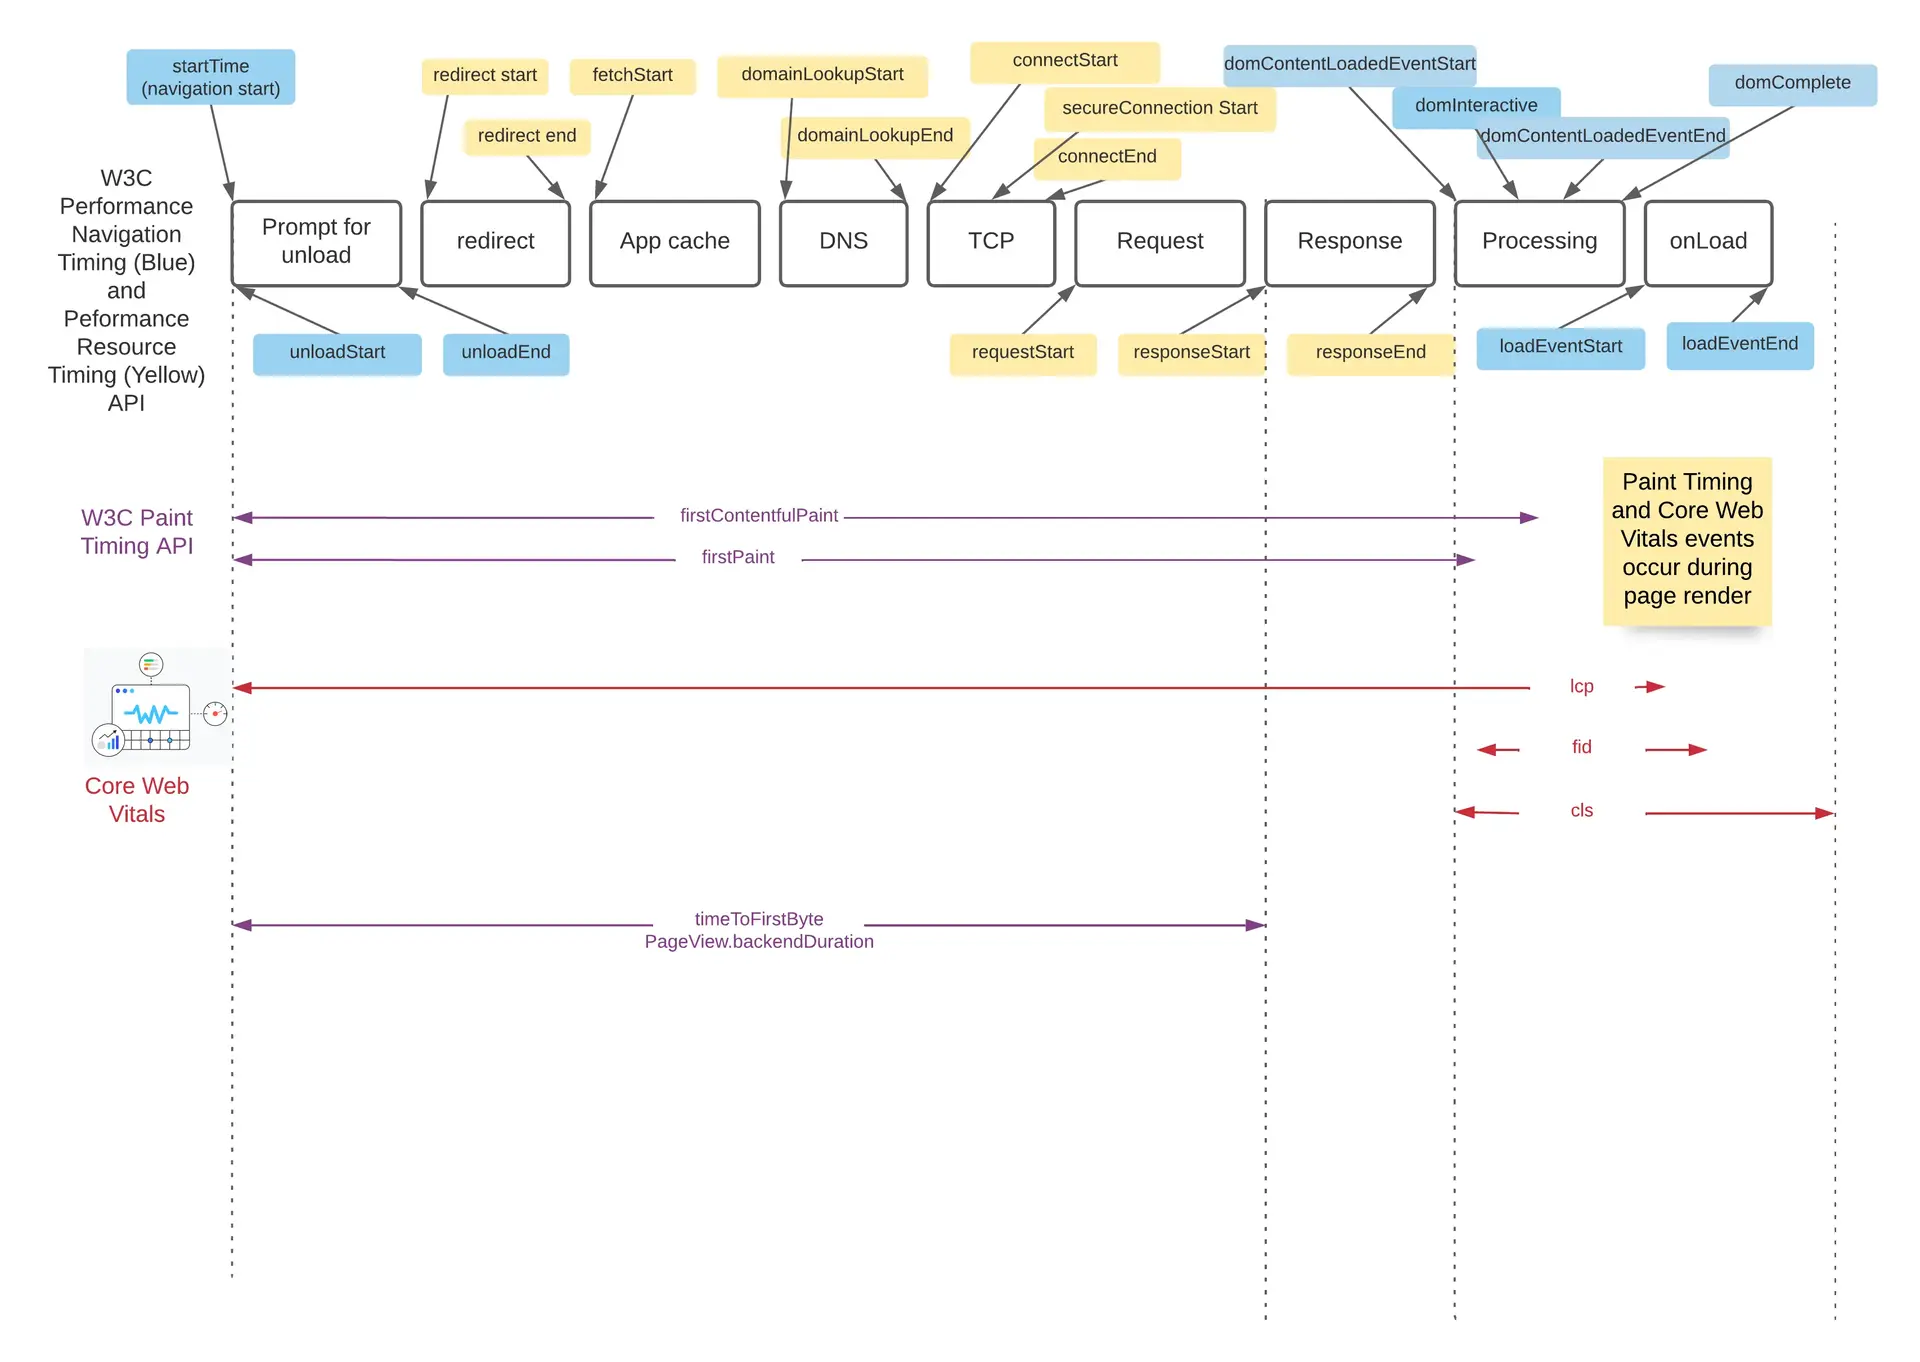 startTime
(navigation start)
redirect start
fetchStart
domainLookupStart
connectStart
domContentLoadedEventStart
domComplete
redirect end
domainLookupEnd
secureConnection Start
domInteractive
connectEnd
domContentLoadedEventEnd
W3C
Performance
Navigation
Timing (Blue)
and
Peformance
Resource
Timing (Yellow)
API
Prompt for
unload
redirect
App cache
DNS
TCP
Request
Response
Processing
onLoad
unloadStart
unloadEnd
requestStart
responseStart
responseEnd
loadEventStart
loadEventEnd
W3C Paint
Timing API
firstContentfulPaint
firstPaint
Paint Timing
and Core Web
Vitals events
occur during
page render
lcp
fid
cls
Core Web
Vitals
timeToFirstByte
PageView.backendDuration